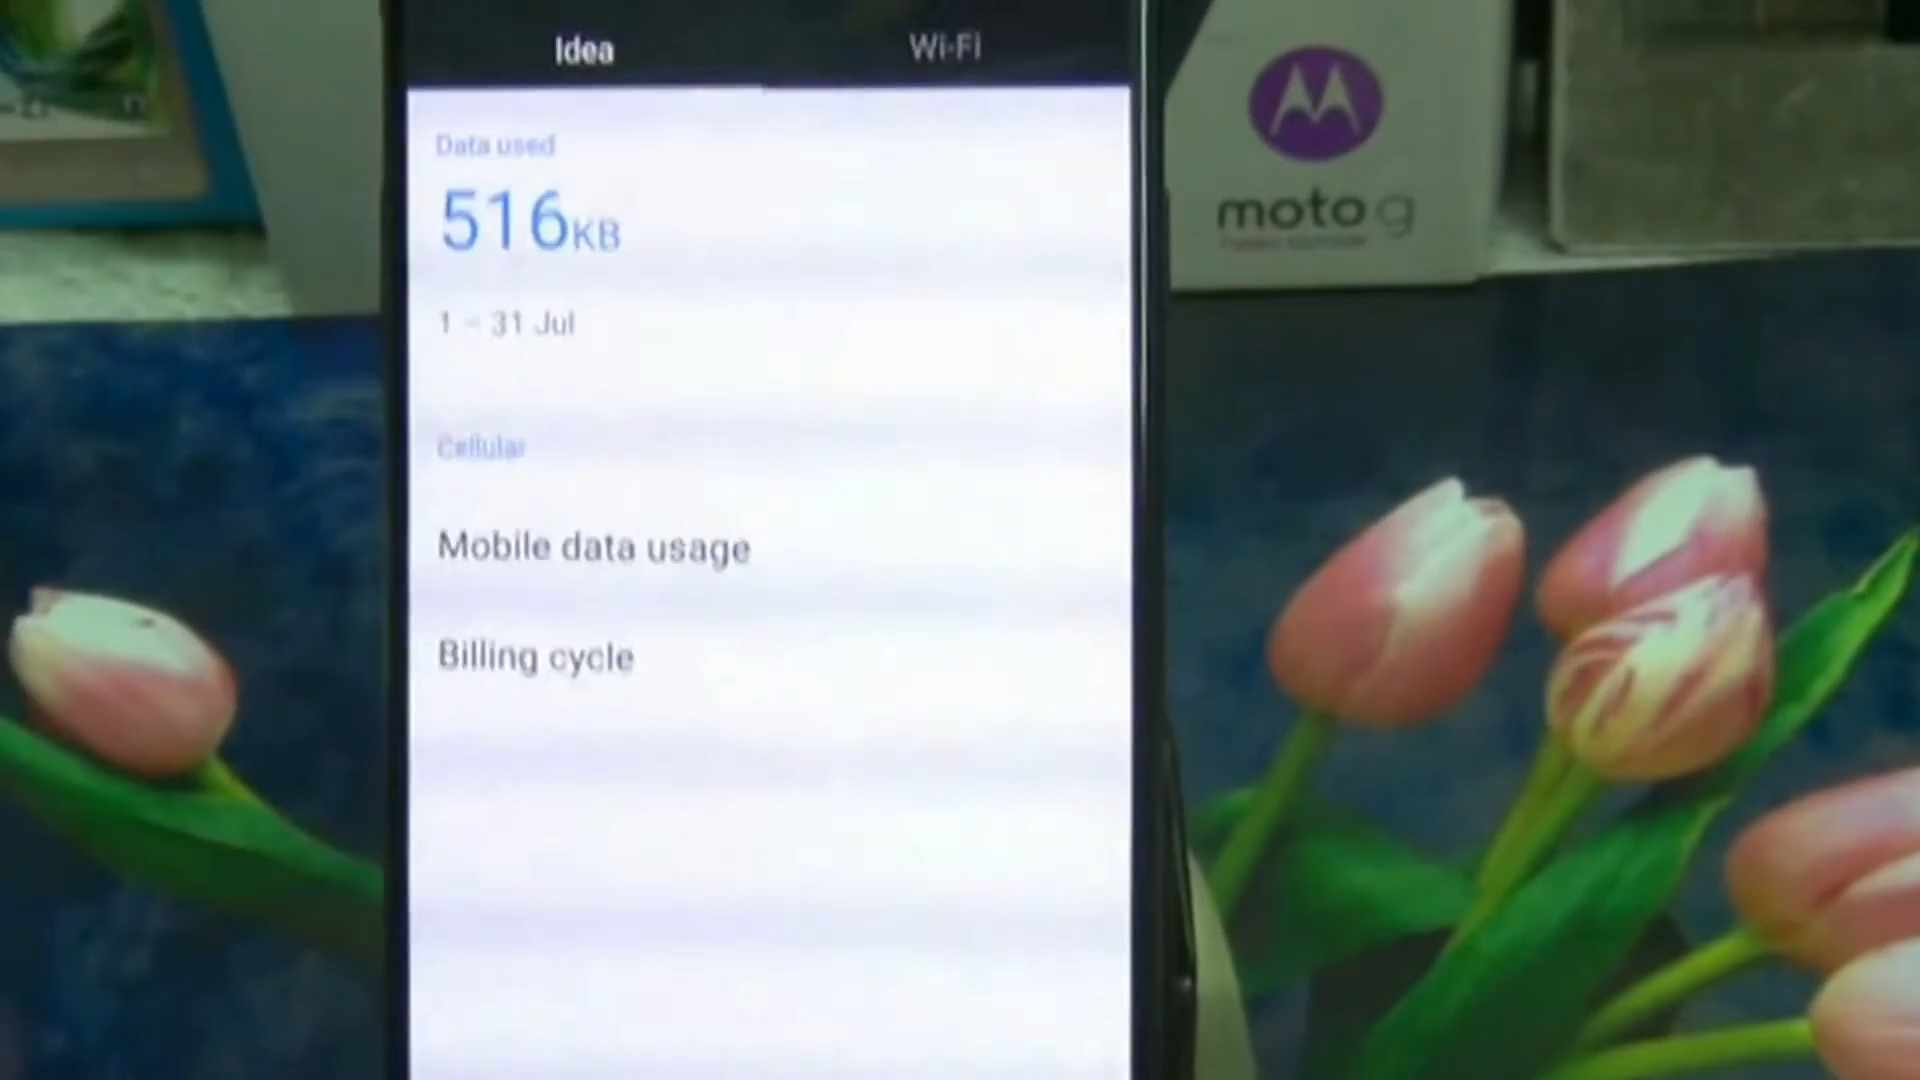 Idea
Wi-Fi
Data used
516KB
1 - 31 Jul
Cellular
Mobile data usage
Billing cycle
moto g